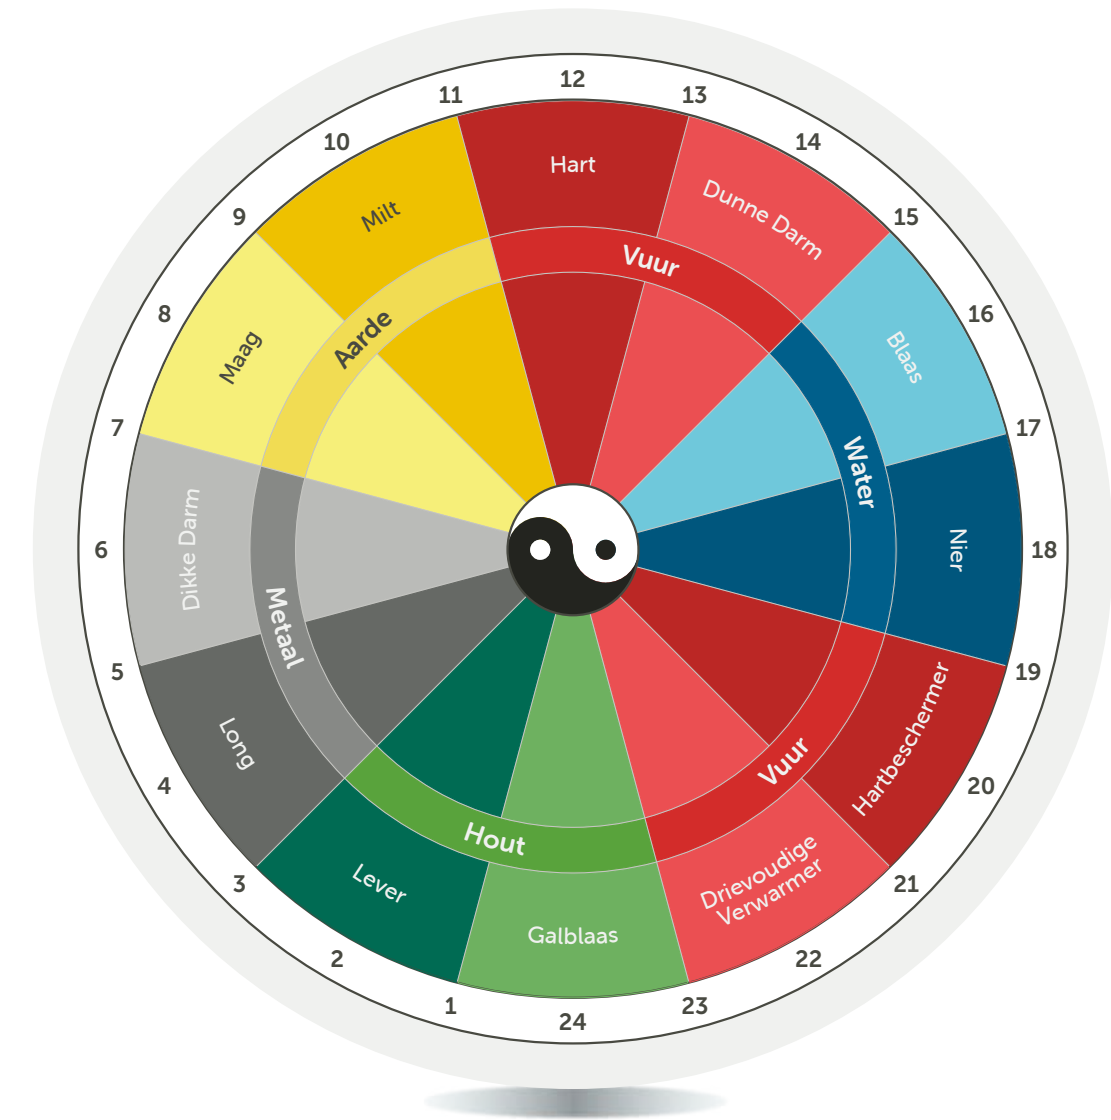 12
13
14
15
16
17
18
19
20
21
22
23
24
1
2
3
4
5
6
7
8
9
10
11
Hart
Dunne Darm
Blaas
Nier
Hartbeschermer
Drievoudige
Verwarmer
Galblaas
Lever
Long
Dikke Darm
Maag
Milt
Vuur
Water
Vuur
Hout
Metaal
Aarde